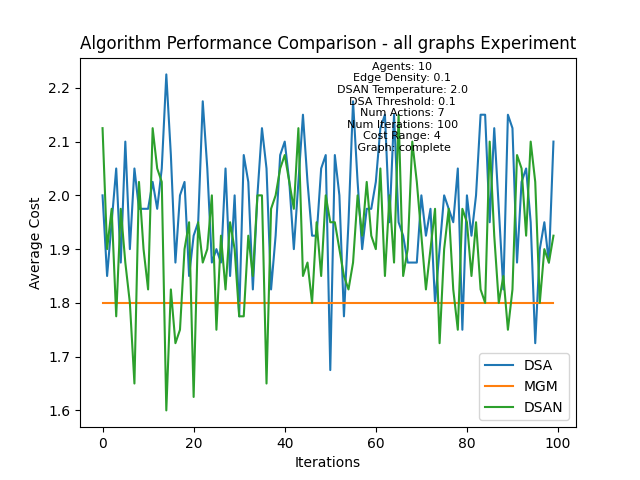 Algorithm Performance Comparison - all graphs Experiment
Agents: 10
Edge Density: 0.1
DSAN Temperature: 2.0
DSA Threshold: 0.1
Num Actions: 7
Num Iterations: 100
Cost Range: 4
Graph: complete
Average Cost
2.2
2.1
2.0
1.9
1.8
1.7
1.6
DSA
MGM
DSAN
0
20
40
60
80
100
Iterations